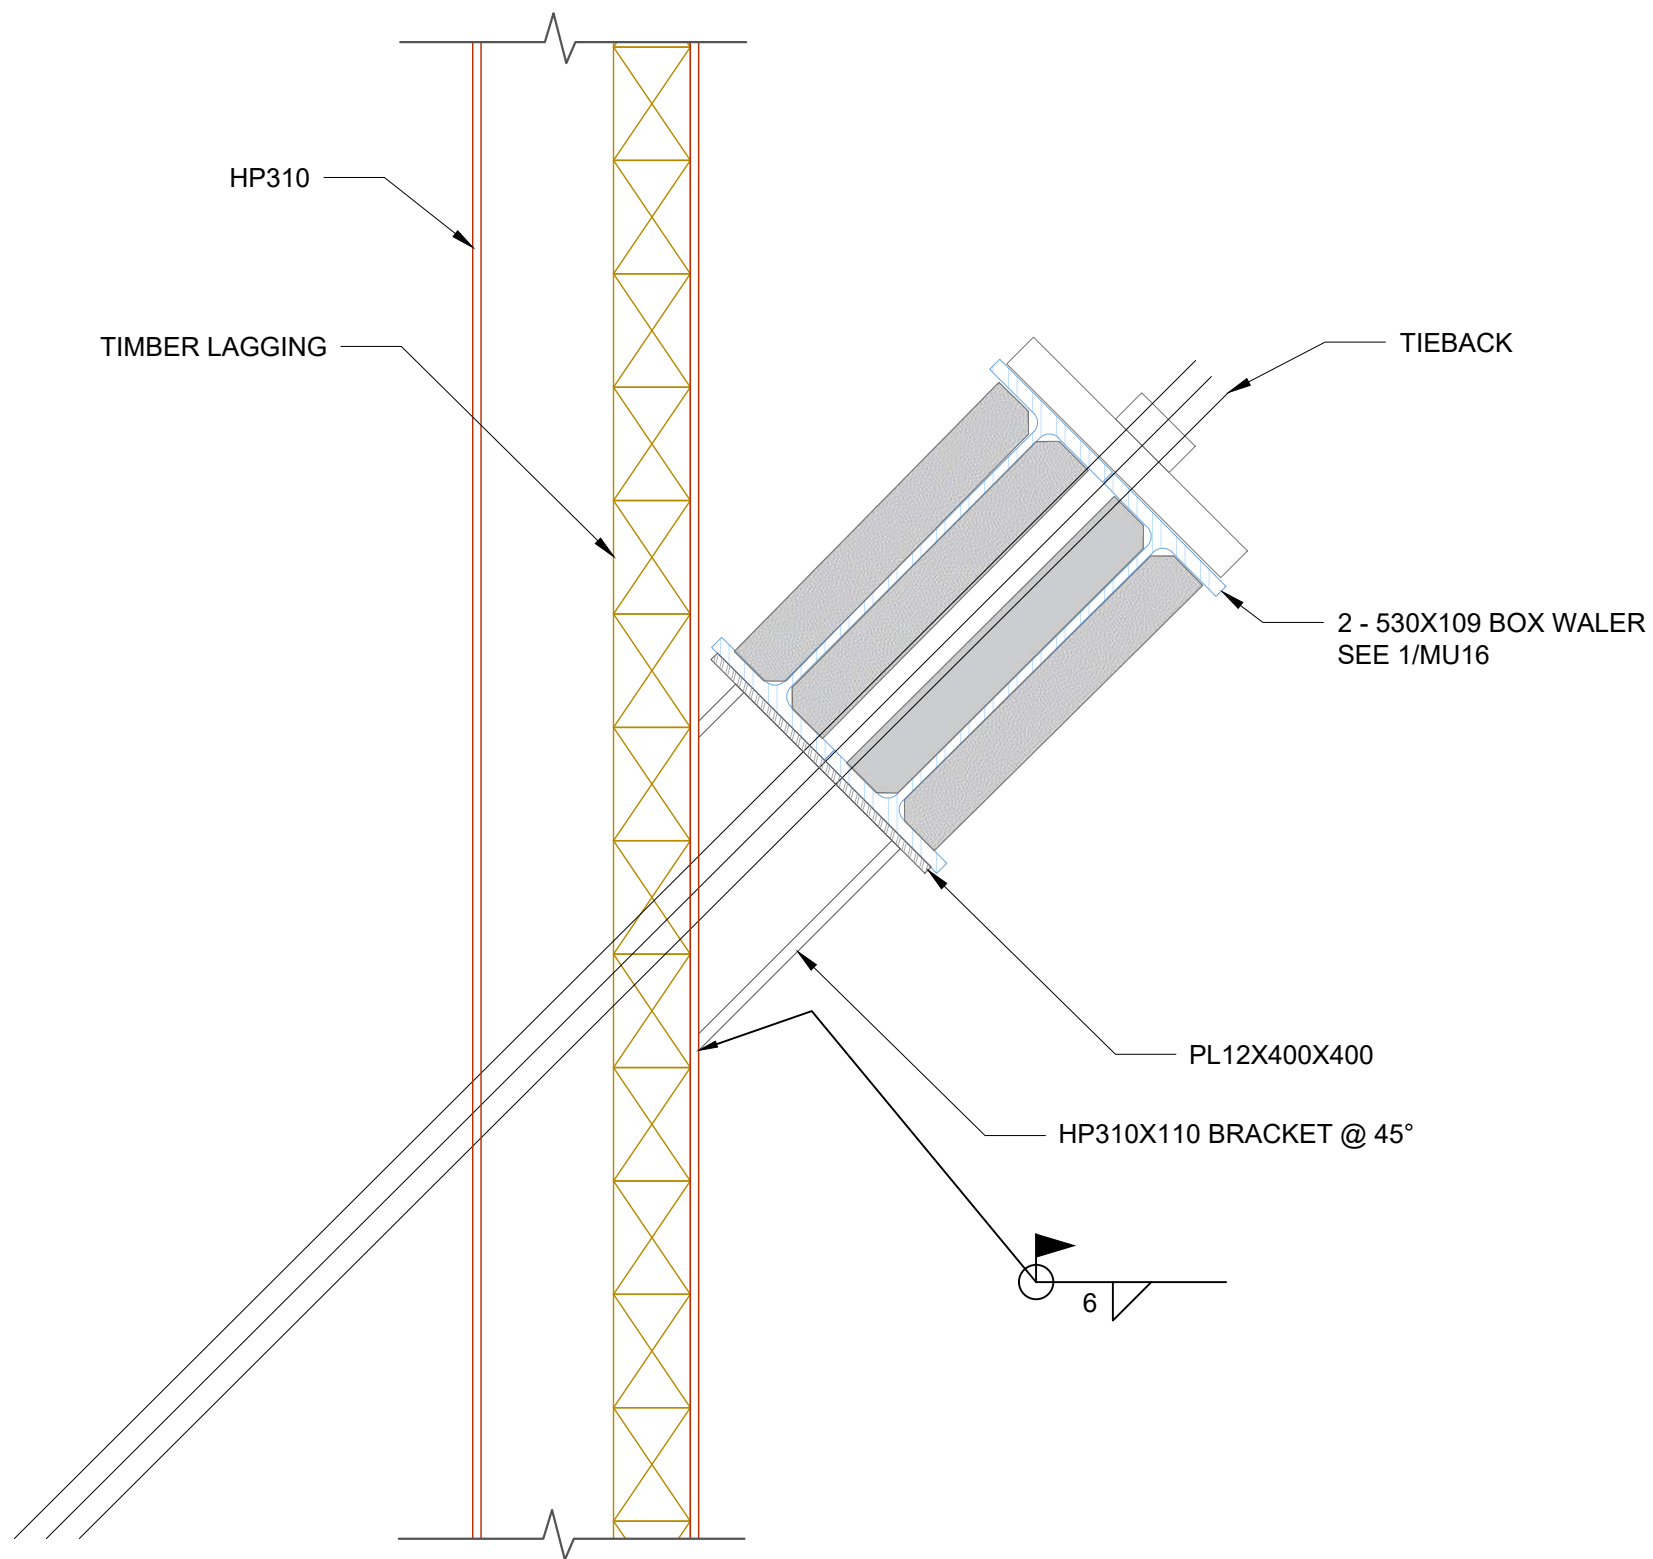 HP310
TIMBER LAGGING
TIEBACK
2 - 530X109 BOX WALER
SEE 1/MU16
PL12X400X400
HP310X110 BRACKET @ 45°
6